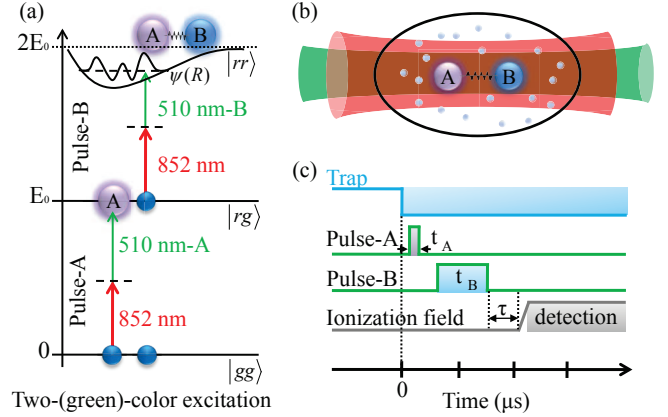 (a)
A
B
2E₀
|rr⟩
ψ(R)
510 nm-B
Pulse-B
852 nm
A
E₀
|rg⟩
510 nm-A
Pulse-A
852 nm
0
|gg⟩
Two-(green)-color excitation
(b)
A
B
(c)
Trap
Pulse-A
t_A
Pulse-B
t_B
Ionization field
τ
detection
0
Time (μs)